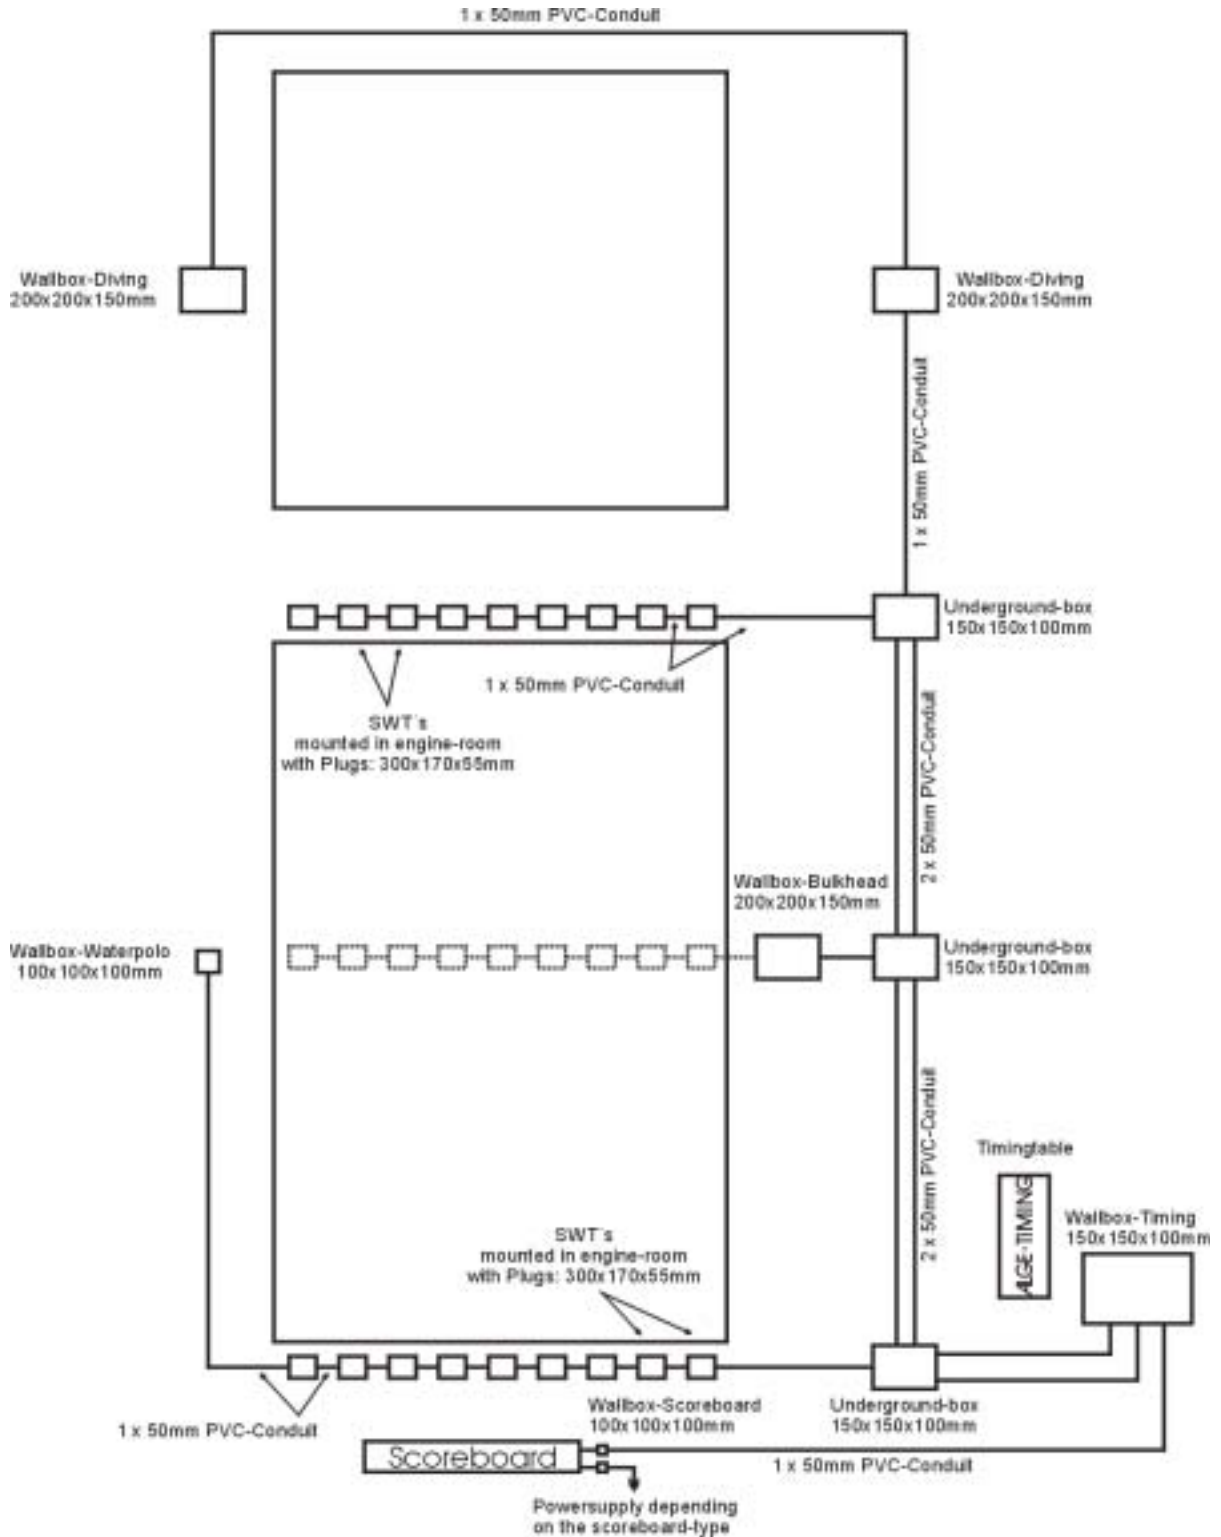 1 x 50mm PVC-Conduit
Wallbox-Diving
200x200x150mm
Wallbox-Diving
200x200x150mm
1 x 50mm PVC-Conduit
Underground-box
150x150x100mm
1 x 50mm PVC-Conduit
SWT´s
mounted in engine-room
with Plugs: 300x170x55mm
2 x 50mm PVC-Conduit
Wallbox-Bulkhead
200x200x150mm
Wallbox-Waterpolo
100x100x100mm
Underground-box
150x150x100mm
2 x 50mm PVC-Conduit
Timingtable
ALGE-TIMING
Wallbox-Timing
150x150x100mm
SWT´s
mounted in engine-room
with Plugs: 300x170x55mm
Wallbox-Scoreboard
100x100x100mm
Underground-box
150x150x100mm
1 x 50mm PVC-Conduit
Scoreboard
1 x 50mm PVC-Conduit
Powersupply depending
on the scoreboard-type